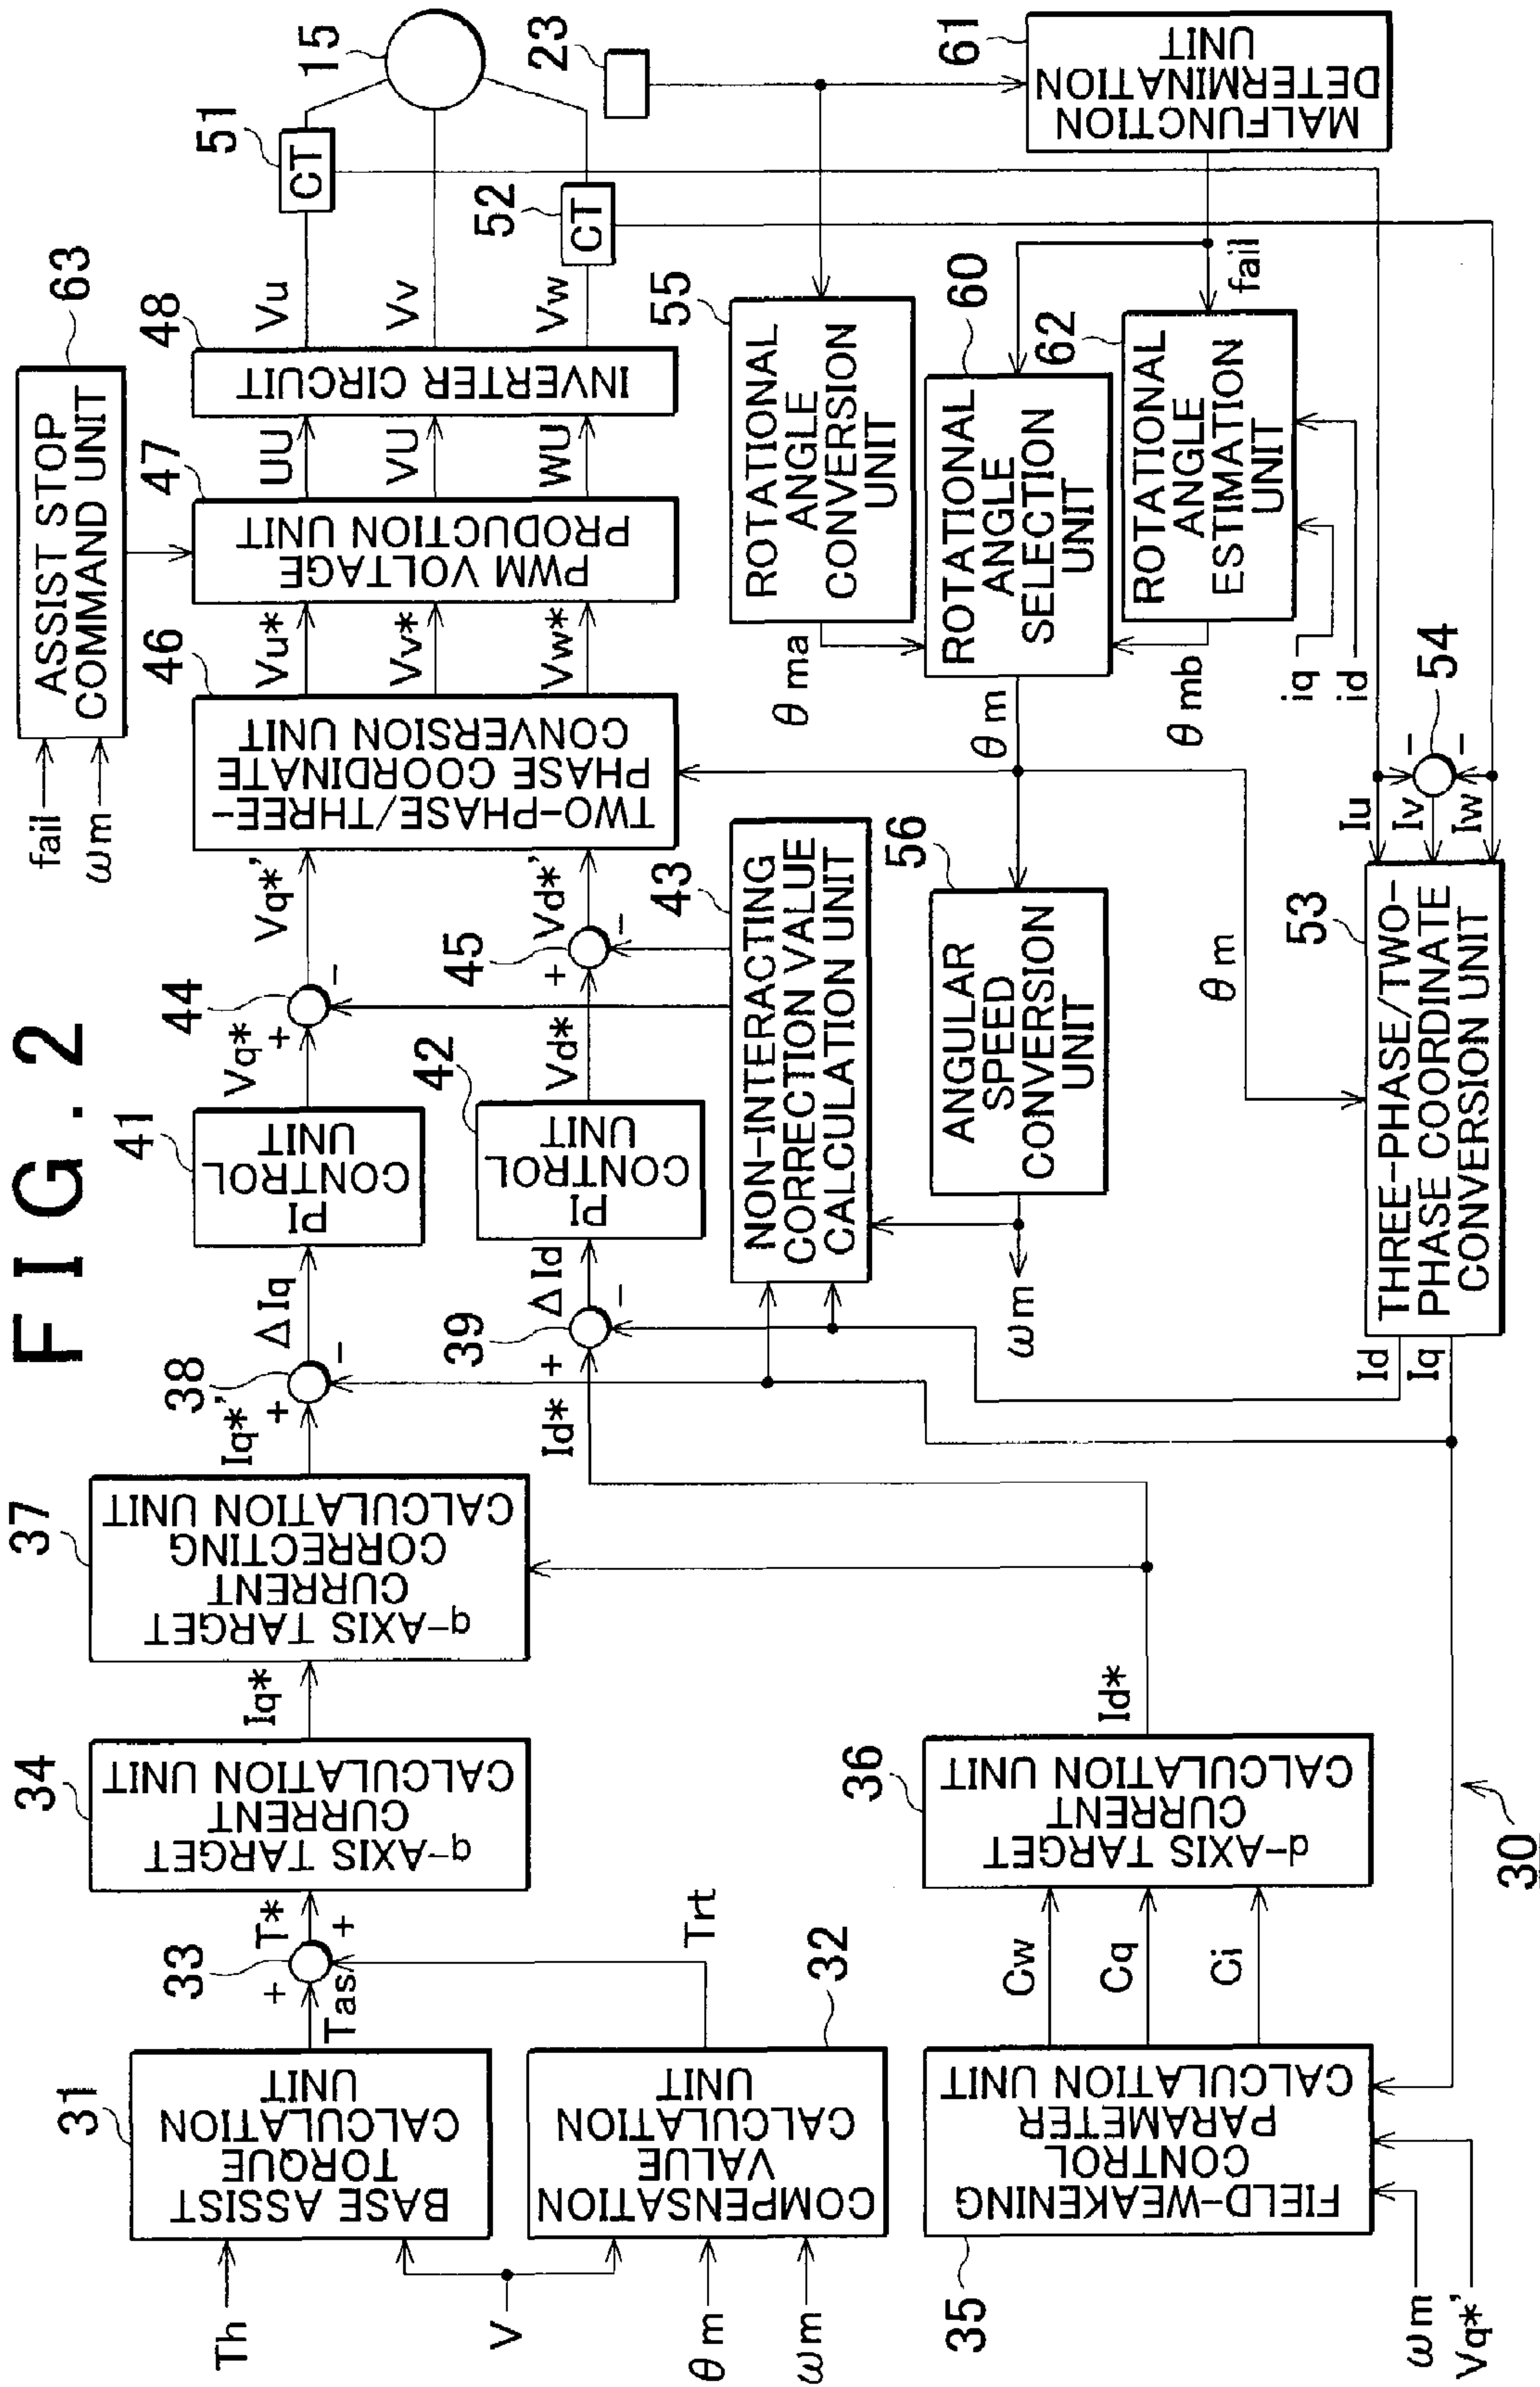 FIG. 2
ASSIST STOP
COMMAND UNIT
63
fail
ωm
31
BASE ASSIST
TORQUE
CALCULATION
UNIT
Th
V
Tas
+
33
+
T*
34
q-AXIS TARGET
CURRENT
CALCULATION UNIT
Iq*
37
q-AXIS TARGET
CURRENT
CORRECTING
CALCULATION UNIT
Iq*'
+
38
-
ΔIq
41
PI
CONTROL
UNIT
Vq*
+
44
-
Vq*'
46
TWO-PHASE/THREE-
PHASE COORDINATE
CONVERSION UNIT
Vu*
Vv*
Vw*
47
PWM VOLTAGE
PRODUCTION UNIT
UU
VU
WU
48
INVERTER CIRCUIT
Vu
Vv
Vw
51
CT
52
CT
15
23
θm
ωm
COMPENSATION
VALUE
CALCULATION
UNIT
32
Trt
Id*
+
39
-
ΔId
42
PI
CONTROL
UNIT
Vd*
+
45
-
Vd*'
43
NON-INTERACTING
CORRECTION VALUE
CALCULATION UNIT
55
ROTATIONAL
ANGLE
CONVERSION
UNIT
θma
60
ROTATIONAL
ANGLE
SELECTION
UNIT
θm
56
ANGULAR
SPEED
CONVERSION
UNIT
ωm
62
ROTATIONAL
ANGLE
ESTIMATION
UNIT
θmb
iq
id
fail
61
MALFUNCTION
DETERMINATION
UNIT
35
FIELD-WEAKENING
CONTROL
PARAMETER
CALCULATION UNIT
ωm
Vq*'
Cw
Cq
Ci
36
d-AXIS TARGET
CURRENT
CALCULATION UNIT
Id*
θm
53
THREE-PHASE/TWO-
PHASE COORDINATE
CONVERSION UNIT
Id
Iq
Iu
Iv
Iw
-
-
54
30